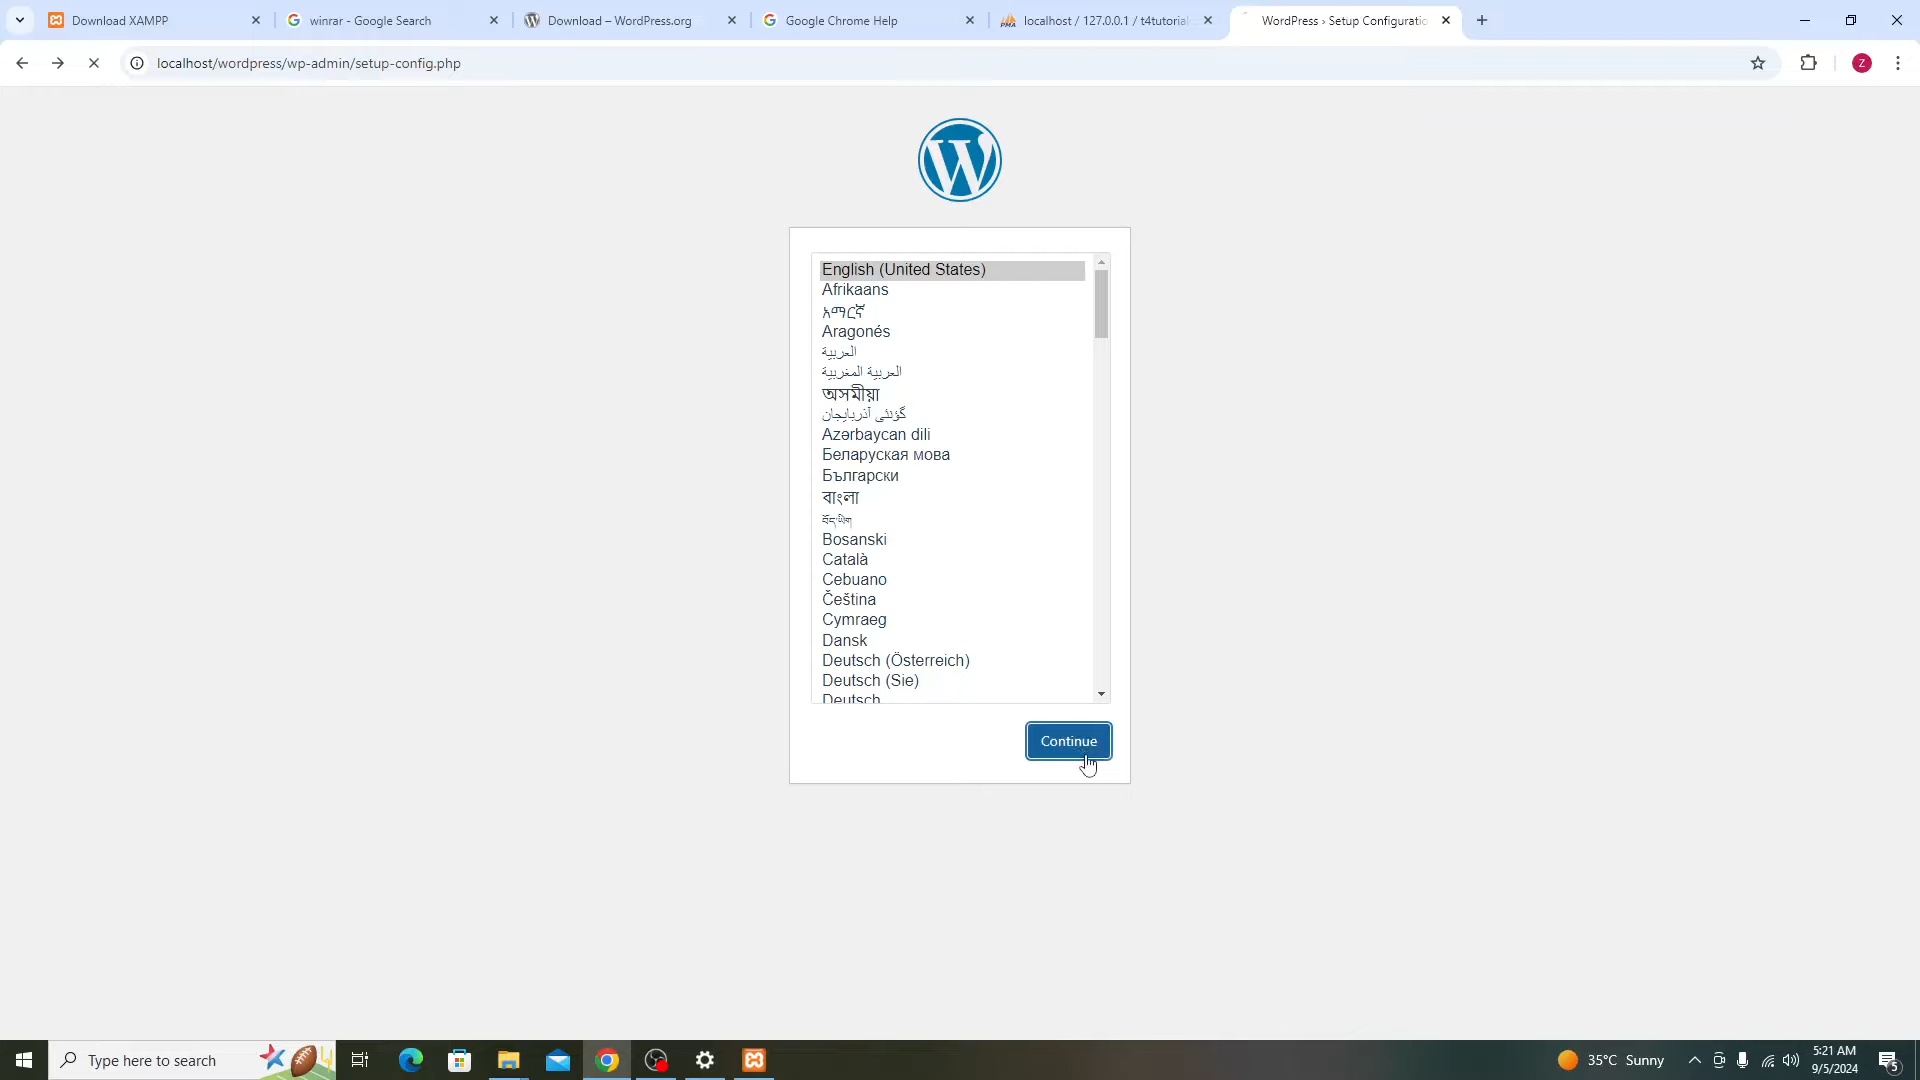 Download XAMPP
winrar - Google Search
Download – WordPress.org
Google Chrome Help
localhost / 127.0.0.1 / t4tutorial
WordPress › Setup Configuratio
localhost/wordpress/wp-admin/setup-config.php
Z
English (United States)
Afrikaans
አማርኛ
Aragonés
العربية
العربية المغربية
অসমীয়া
گؤنئی آذربایجان
Azərbaycan dili
Беларуская мова
Български
বাংলা
བོད་ཡིག
Bosanski
Català
Cebuano
Čeština
Cymraeg
Dansk
Deutsch (Österreich)
Deutsch (Sie)
Deutsch
Continue
Type here to search
35°C Sunny
5:21 AM
9/5/2024
5